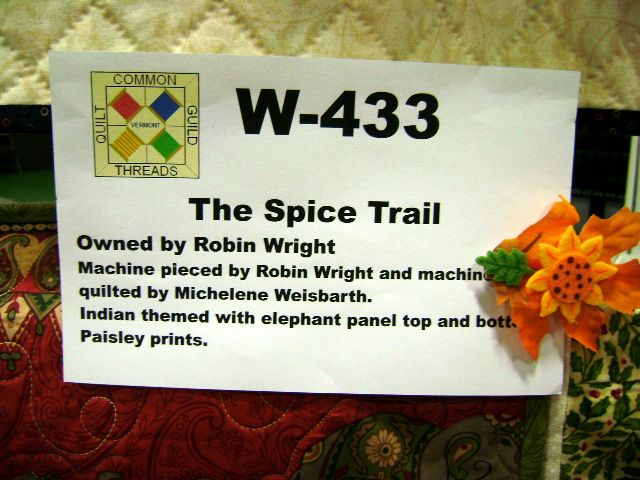 COMMON
QUILT
GUILD
VERMONT
THREADS
W-433
The Spice Trail
Owned by Robin Wright
Machine pieced by Robin Wright and machine
quilted by Michelene Weisbarth.
Indian themed with elephant panel top and
Paisley prints.